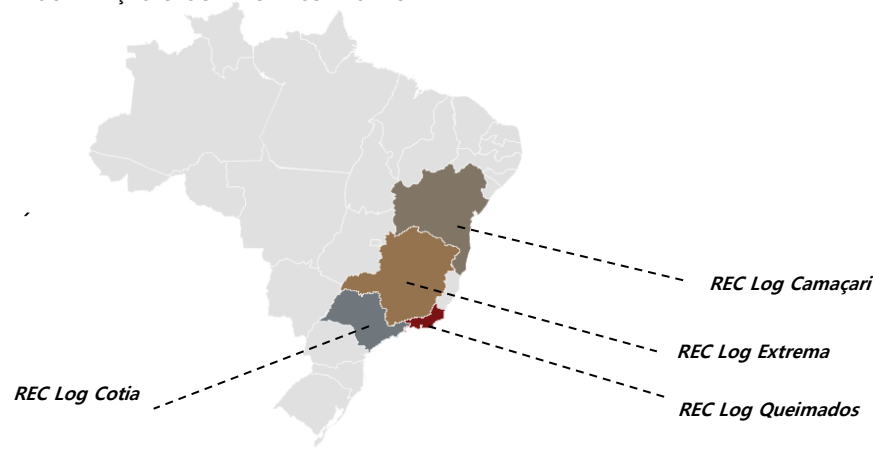 REC Log Camaçari
REC Log Extrema
REC Log Cotia
REC Log Queimados